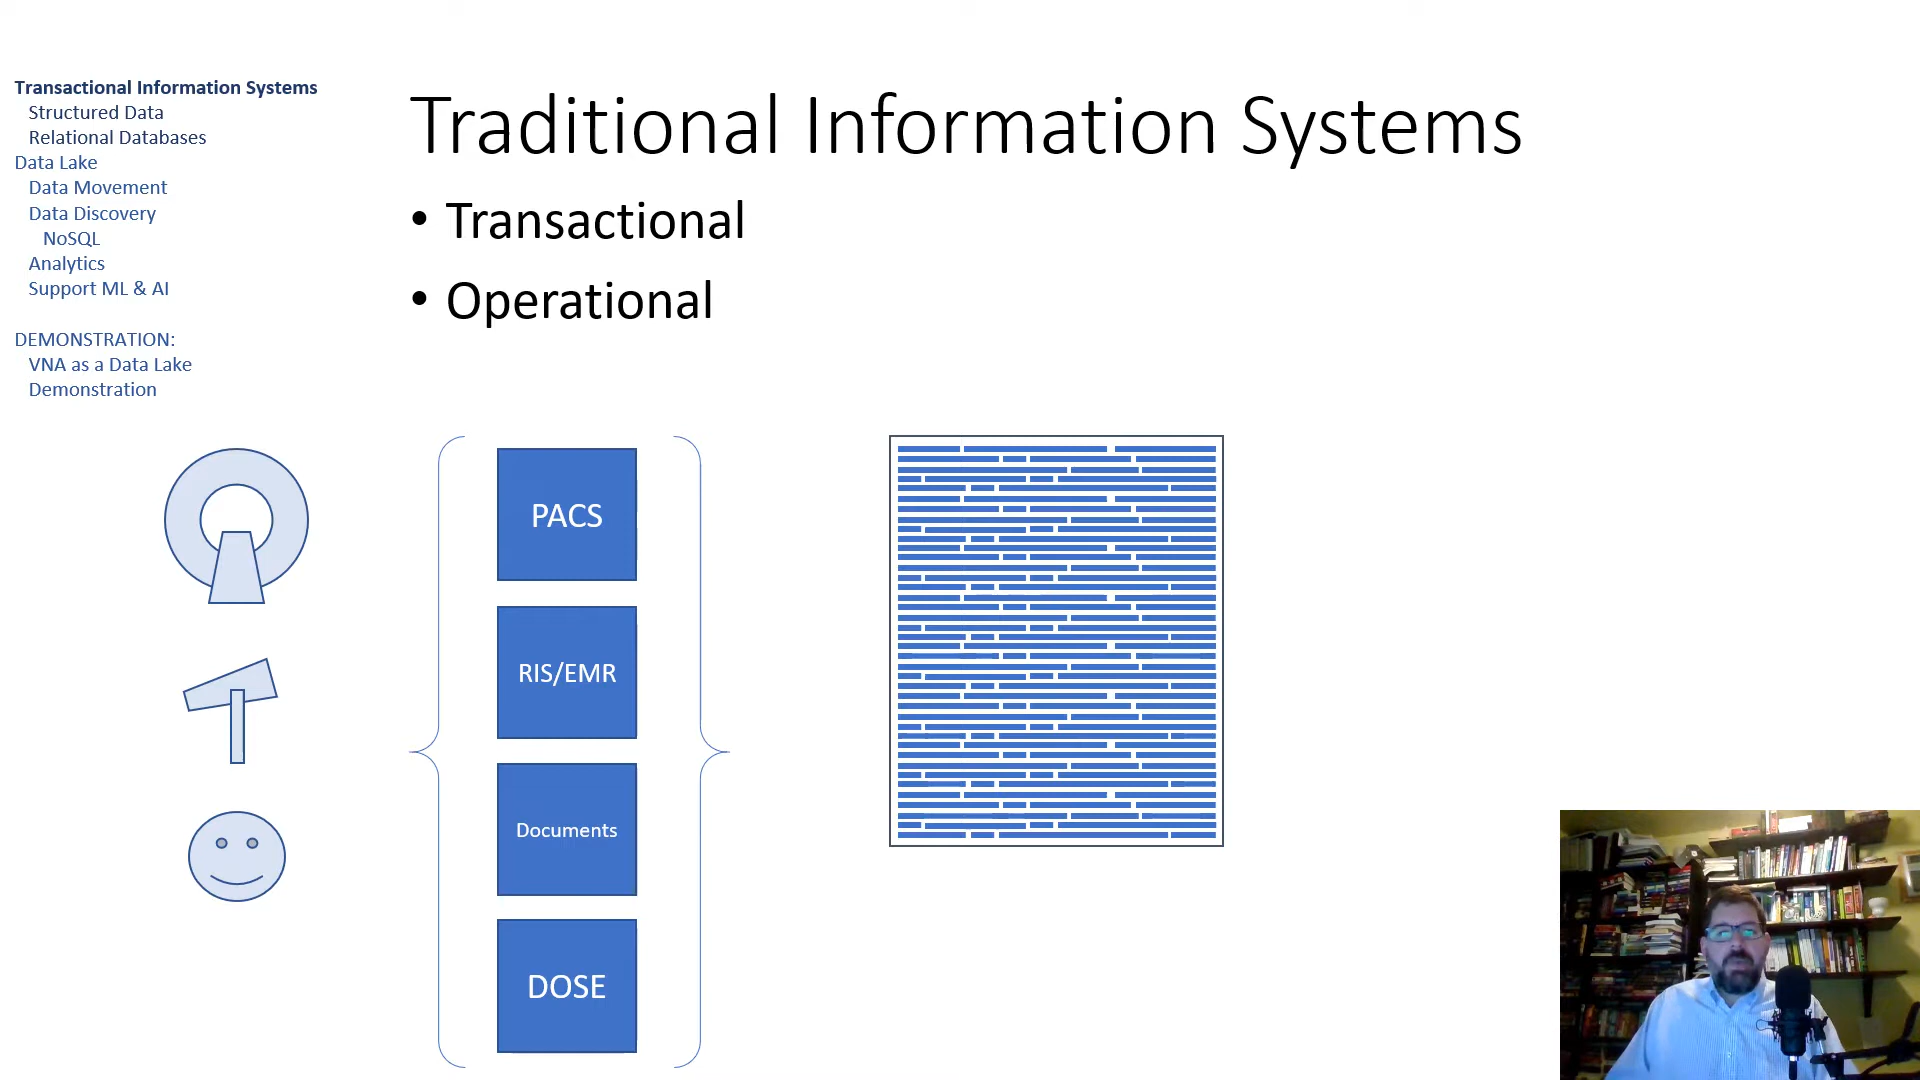 Transactional Information Systems
Structured Data
Relational Databases
Data Lake
Data Movement
Data Discovery
NoSQL
Analytics
Support ML & AI
DEMONSTRATION:
VNA as a Data Lake
Demonstration
Traditional Information Systems
• Transactional
• Operational
PACS
RIS/EMR
Documents
DOSE